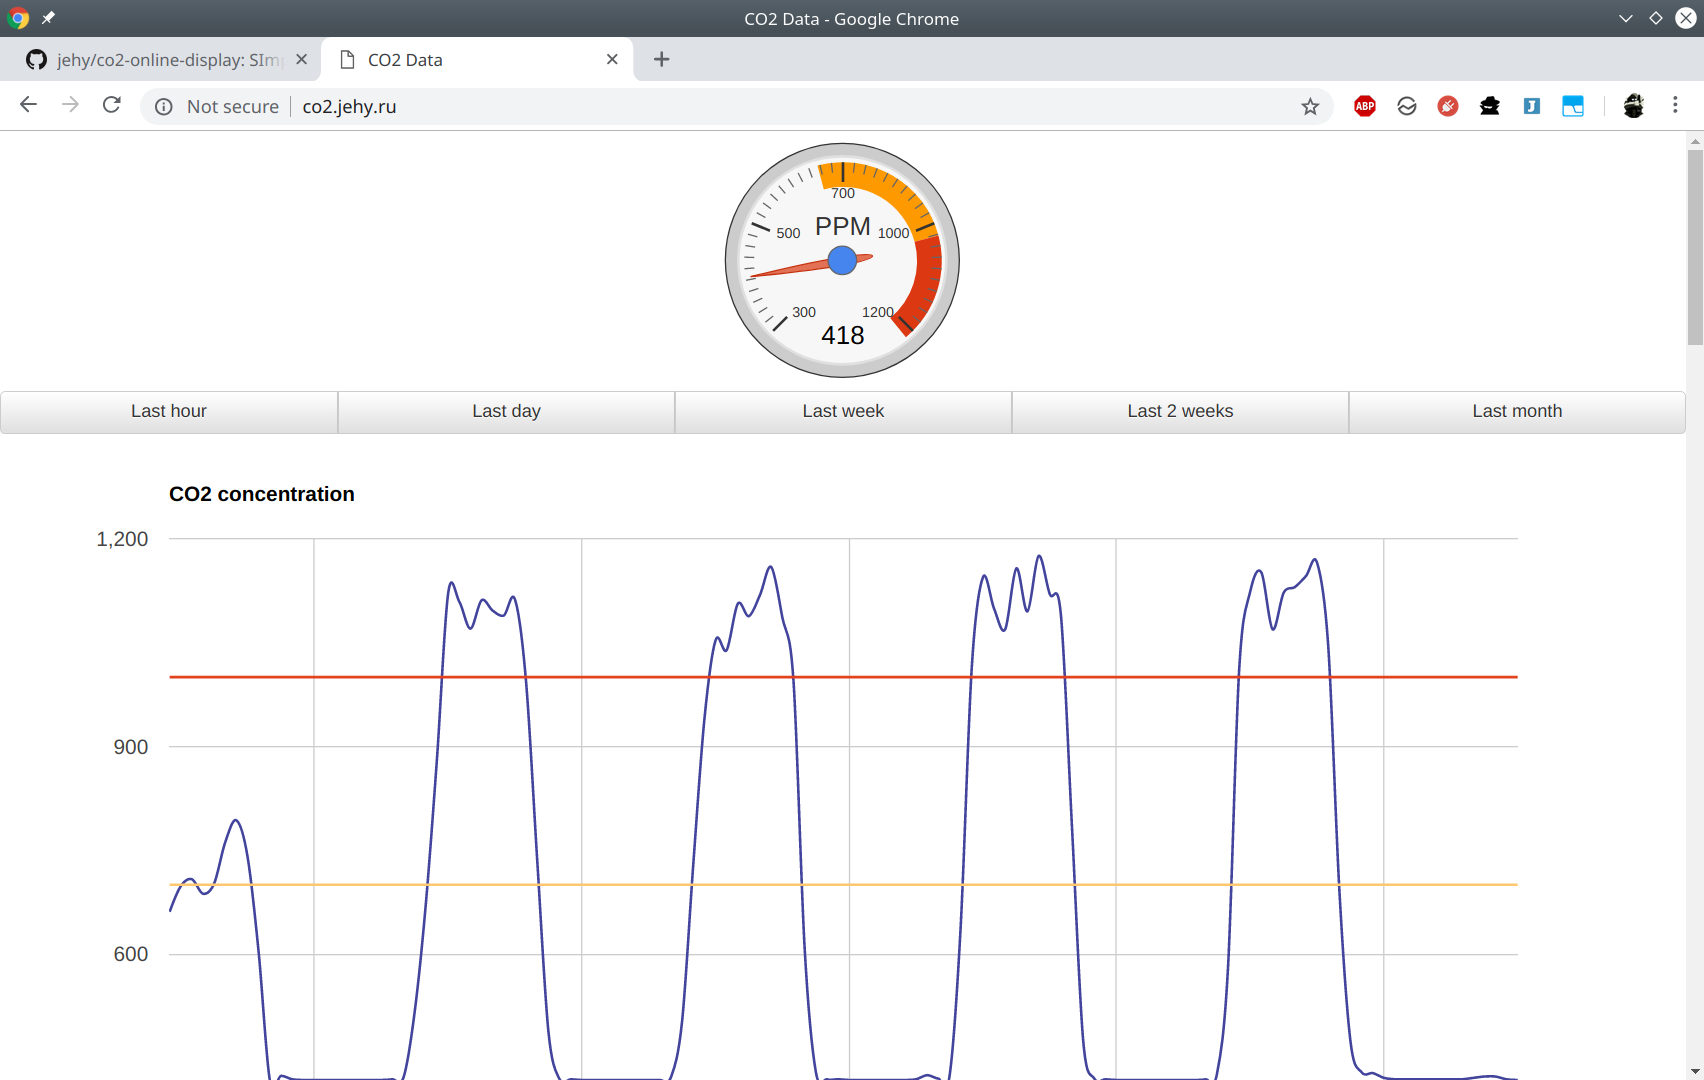 CO2 Data - Google Chrome
jehy/co2-online-display: SImp
CO2 Data
Not secure
co2.jehy.ru
ABP
J
700
500
PPM
1000
300
1200
418
Last hour
Last day
Last week
Last 2 weeks
Last month
CO2 concentration
1,200
900
600